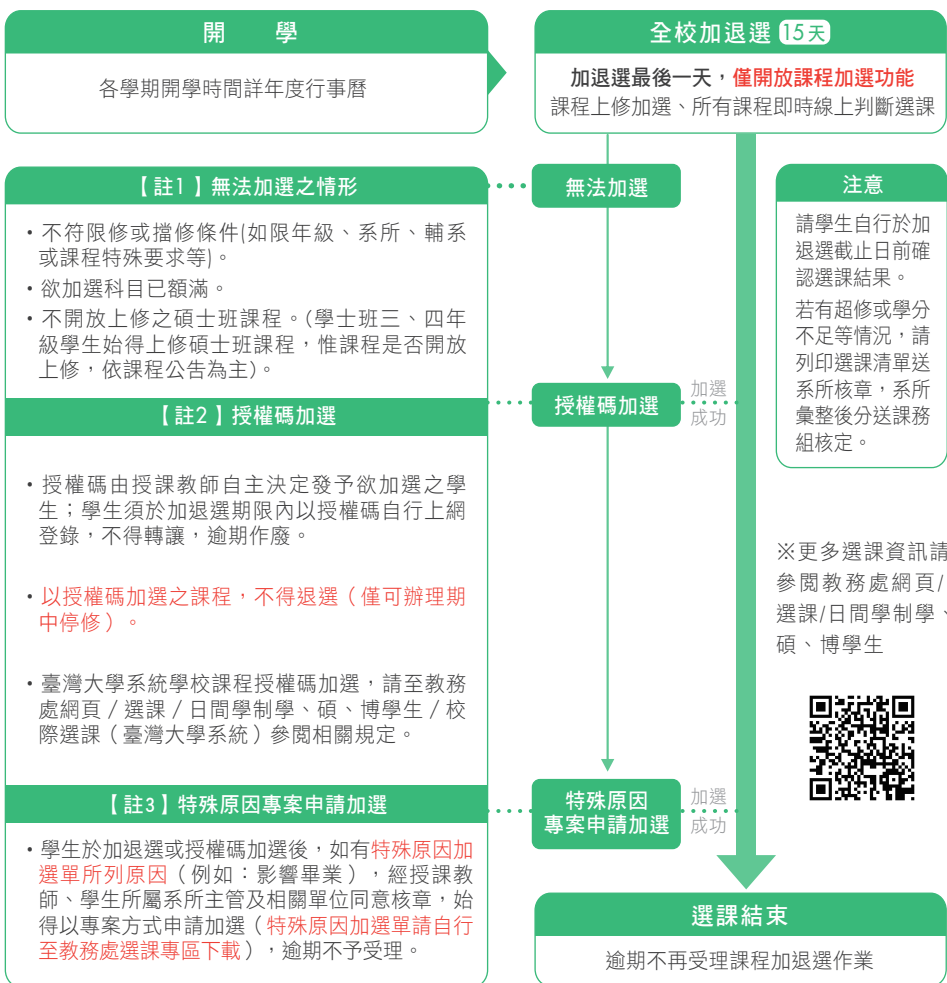 開 學
各學期開學時間詳年度行事曆
全校加退選 15天
加退選最後一天，僅開放課程加選功能
課程上修加選、所有課程即時線上判斷選課
【註1】無法加選之情形
・不符限修或擋修條件(如限年級、系所、輔系
或課程特殊要求等)。
・欲加選科目已額滿。
・不開放上修之碩士班課程。(學士班三、四年
級學生始得上修碩士班課程，惟課程是否開放
上修，依課程公告為主)。
無法加選
【註2】授權碼加選
・授權碼由授課教師自主決定發予欲加選之學
生；學生須於加退選期限內以授權碼自行上網
登錄，不得轉讓，逾期作廢。
・以授權碼加選之課程，不得退選（僅可辦理期
中停修）。
・臺灣大學系統學校課程授權碼加選，請至教務
處網頁／選課／日間學制學、碩、博學生／校
際選課（臺灣大學系統）參閱相關規定。
授權碼加選
加選
成功
【註3】特殊原因專案申請加選
・學生於加退選或授權碼加選後，如有特殊原因加
選單所列原因（例如：影響畢業），經授課教
師、學生所屬系所主管及相關單位同意核章，始
得以專案方式申請加選（特殊原因加選單請自行
至教務處選課專區下載），逾期不予受理。
特殊原因
專案申請加選
加選
成功
注意
請學生自行於加
退選截止日前確
認選課結果。
若有超修或學分
不足等情況，請
列印選課清單送
系所核章，系所
彙整後分送課務
組核定。
※更多選課資訊請
參閱教務處網頁/
選課/日間學制學、
碩、博學生
選課結束
逾期不再受理課程加退選作業